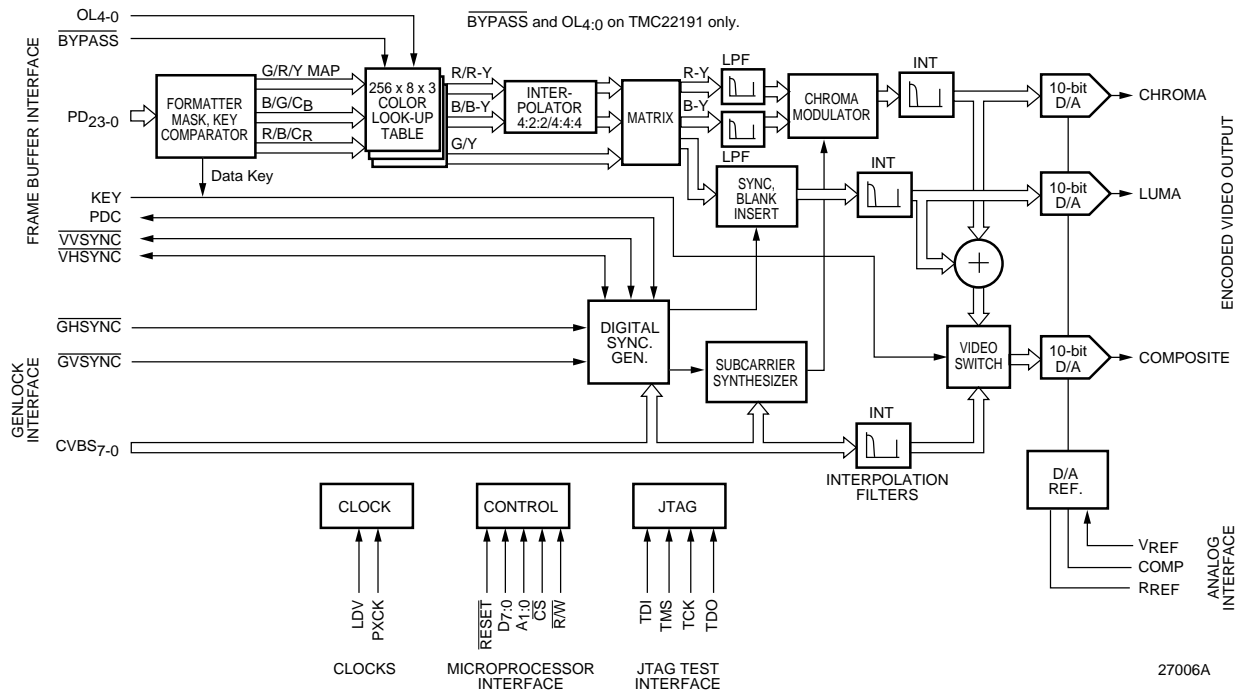 OL4-0
BYPASS and OL4:0 on TMC22191 only.
BYPASS
FRAME BUFFER INTERFACE
PD23-0
FORMATTER
MASK, KEY
COMPARATOR
G/R/Y MAP
B/G/CB
R/B/CR
Data Key
256 x 8 x 3
COLOR
LOOK-UP
TABLE
R/R-Y
B/B-Y
G/Y
INTER-
POLATOR
4:2:2/4:4:4
MATRIX
R-Y
B-Y
LPF
LPF
CHROMA
MODULATOR
INT
10-bit
D/A
CHROMA
SYNC,
BLANK
INSERT
INT
10-bit
D/A
LUMA
ENCODED VIDEO OUTPUT
KEY
PDC
VVSYNC
VHSYNC
+
GENLOCK
INTERFACE
GHSYNC
GVSYNC
CVBS7-0
DIGITAL
SYNC.
GEN.
SUBCARRIER
SYNTHESIZER
VIDEO
SWITCH
10-bit
D/A
COMPOSITE
INT
INTERPOLATION
FILTERS
D/A
REF.
VREF
COMP
RREF
ANALOG
INTERFACE
CLOCK
LDV
PXCK
CLOCKS
CONTROL
RESET
D7:0
A1:0
CS
R/W
MICROPROCESSOR
INTERFACE
JTAG
TDI
TMS
TCK
TDO
JTAG TEST
INTERFACE
27006A